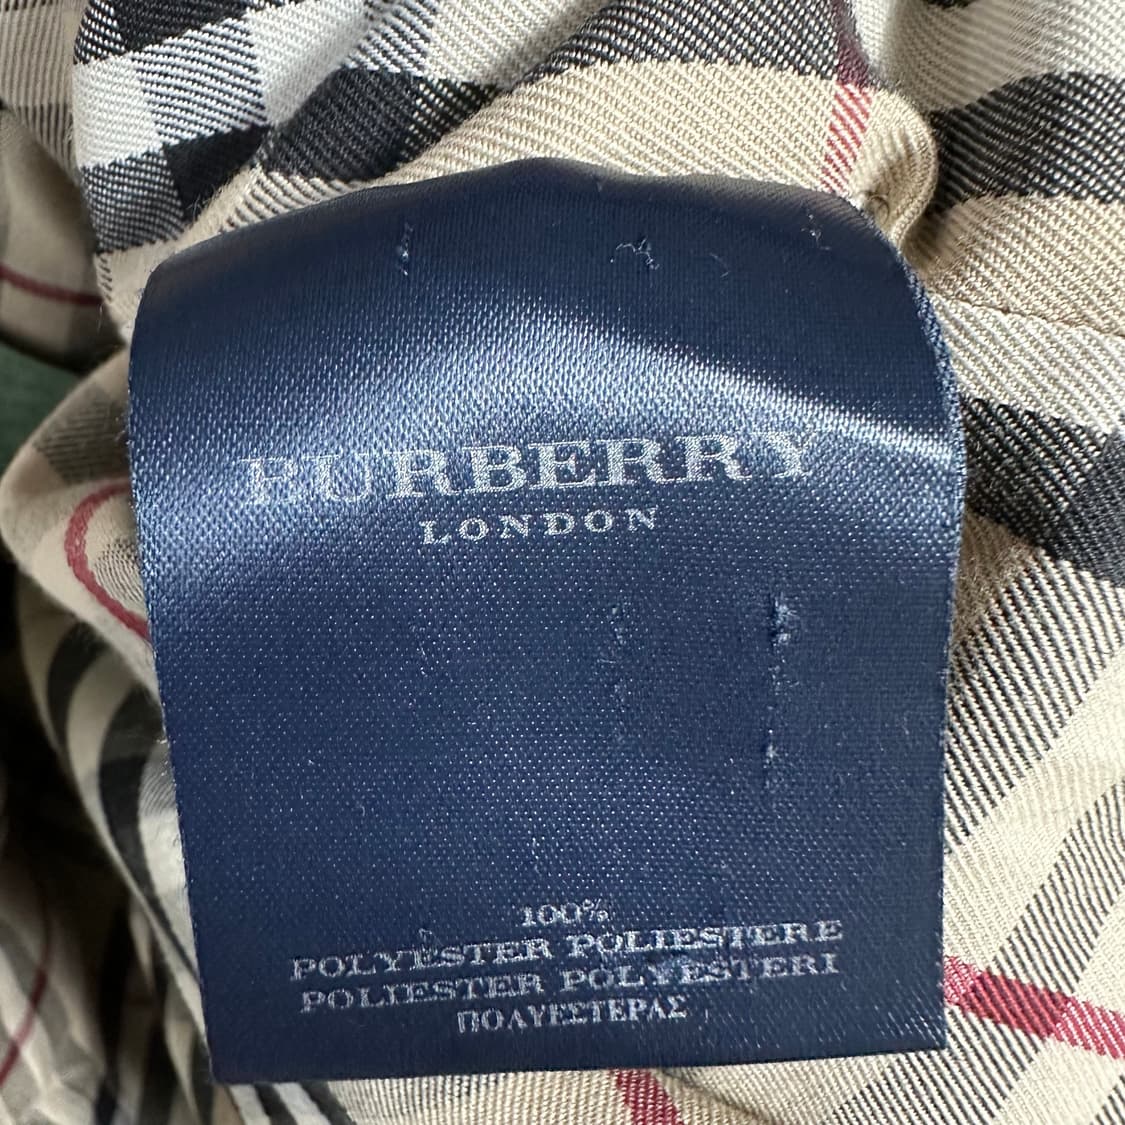 BURBERRY
LONDON
100%
POLYESTER POLIESTERE
POLIESTER POLYESTERI
ΠΟΛΥΕΣΤΕΡΑΣ